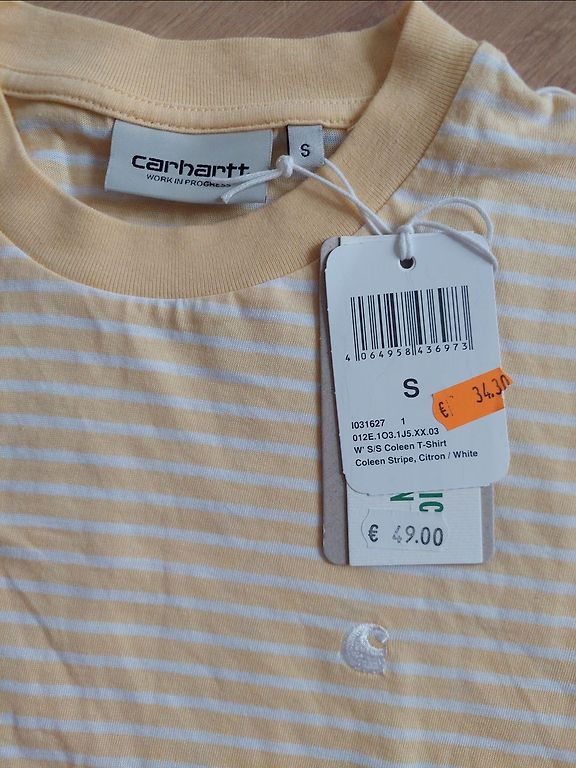 carhartt
WORK IN PROGRESS
S
4 064958 436973
S
€ 34.30
I031627 1
012E.1O3.1J5.XX.03
W' S/S Coleen T-Shirt
Coleen Stripe, Citron / White
€ 49.00